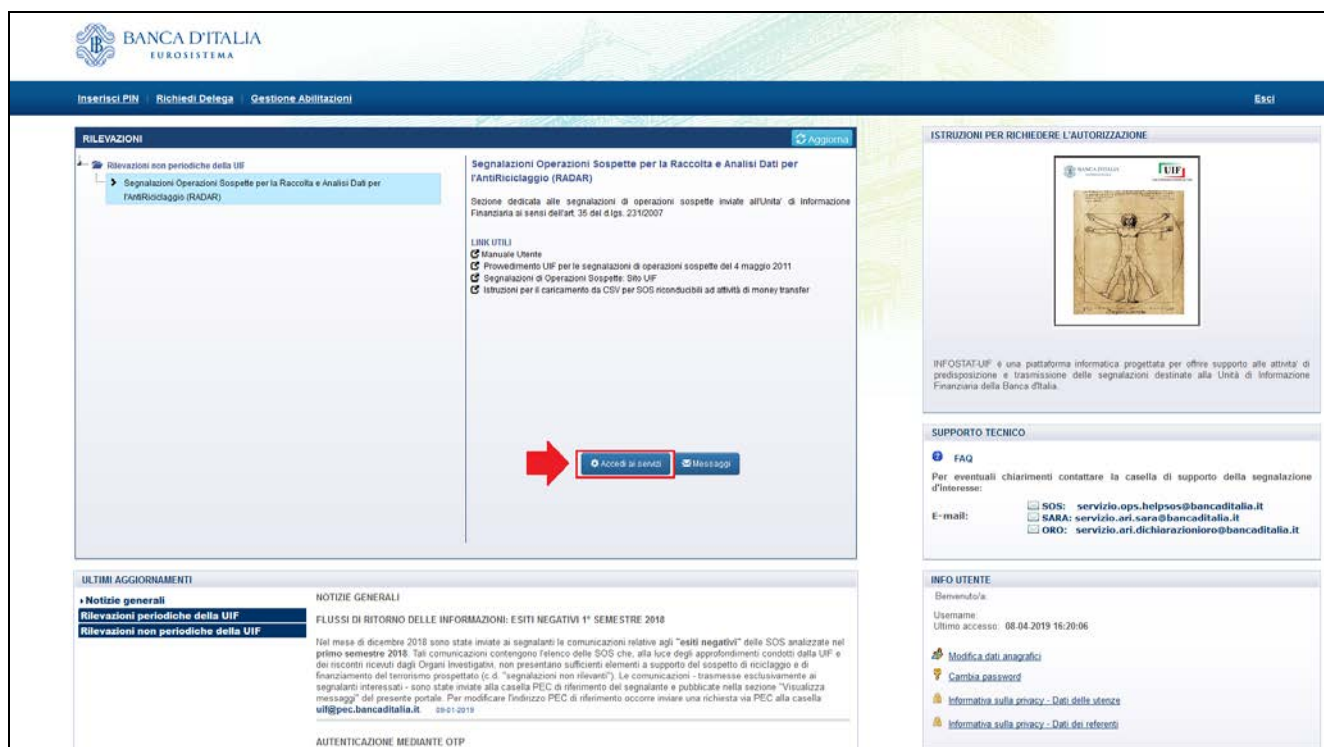 BANCA D'ITALIA
EUROSISTEMA
Inserisci PIN | Richiedi Delega | Gestione Abilitazioni
Esci
RILEVAZIONI
Aggiorna
Rilevazioni non periodiche della UIF
Segnalazioni Operazioni Sospette per la Raccolta e Analisi Dati per
l'AntiRiciclaggio (RADAR)
Segnalazioni Operazioni Sospette per la Raccolta e Analisi Dati per
l'AntiRiciclaggio (RADAR)
Sezione dedicata alle segnalazioni di operazioni sospette inviate all'Unita' di Informazione
Finanziaria ai sensi dell'art. 35 del d.lgs. 231/2007
LINK UTILI
Manuale Utente
Provvedimento UIF per le segnalazioni di operazioni sospette del 4 maggio 2011
Segnalazioni di Operazioni Sospette: Sito UIF
Istruzioni per il caricamento da CSV per SOS riconducibili ad attività di money transfer
Accedi ai servizi
Messaggi
ISTRUZIONI PER RICHIEDERE L'AUTORIZZAZIONE
BANCA D'ITALIA
UIF
INFOSTAT-UIF e una piattaforma informatica progettata per offrire supporto alle attivita' di
predisposizione e trasmissione delle segnalazioni destinate alla Unità di Informazione
Finanziaria della Banca d'Italia.
SUPPORTO TECNICO
FAQ
Per eventuali chiarimenti contattare la casella di supporto della segnalazione
d'interesse:
E-mail:
SOS: servizio.ops.helpsos@bancaditalia.it
SARA: servizio.ari.sara@bancaditalia.it
ORO: servizio.ari.dichiarazionioro@bancaditalia.it
ULTIMI AGGIORNAMENTI
Notizie generali
Rilevazioni periodiche della UIF
Rilevazioni non periodiche della UIF
NOTIZIE GENERALI
FLUSSI DI RITORNO DELLE INFORMAZIONI: ESITI NEGATIVI 1° SEMESTRE 2018
Nel mese di dicembre 2018 sono state inviate ai segnalanti le comunicazioni relative agli "esiti negativi" delle SOS analizzate nel
primo semestre 2018. Tali comunicazioni contengono l'elenco delle SOS che, alla luce degli approfondimenti condotti dalla UIF e
dei riscontri ricevuti dagli Organi Investigativi, non presentano sufficienti elementi a supporto del sospetto di riciclaggio e di
finanziamento del terrorismo prospettato (c.d. "segnalazioni non rilevanti"). Le comunicazioni - trasmesse esclusivamente ai
segnalanti interessati - sono state inviate alla casella PEC di riferimento del segnalante e pubblicate nella sezione "Visualizza
messaggi" del presente portale. Per modificare l'indirizzo PEC di riferimento occorre inviare una richiesta via PEC alla casella
uif@pec.bancaditalia.it 09-01-2019
AUTENTICAZIONE MEDIANTE OTP
INFO UTENTE
Benvenuto/a:
Username:
Ultimo accesso: 08.04.2019 16:20:06
Modifica dati anagrafici
Cambia password
Informativa sulla privacy - Dati delle utenze
Informativa sulla privacy - Dati dei referenti